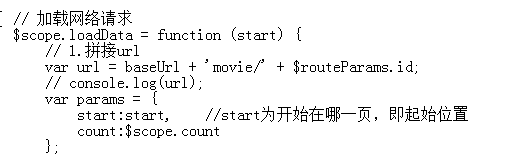 // 加载网络请求
$scope.loadData = function (start) {
// 1.拼接url
var url = baseUrl + 'movie/' + $routeParams.id;
// console.log(url);
var params = {
start:start,    //start为开始在哪一页，即起始位置
count:$scope.count
};